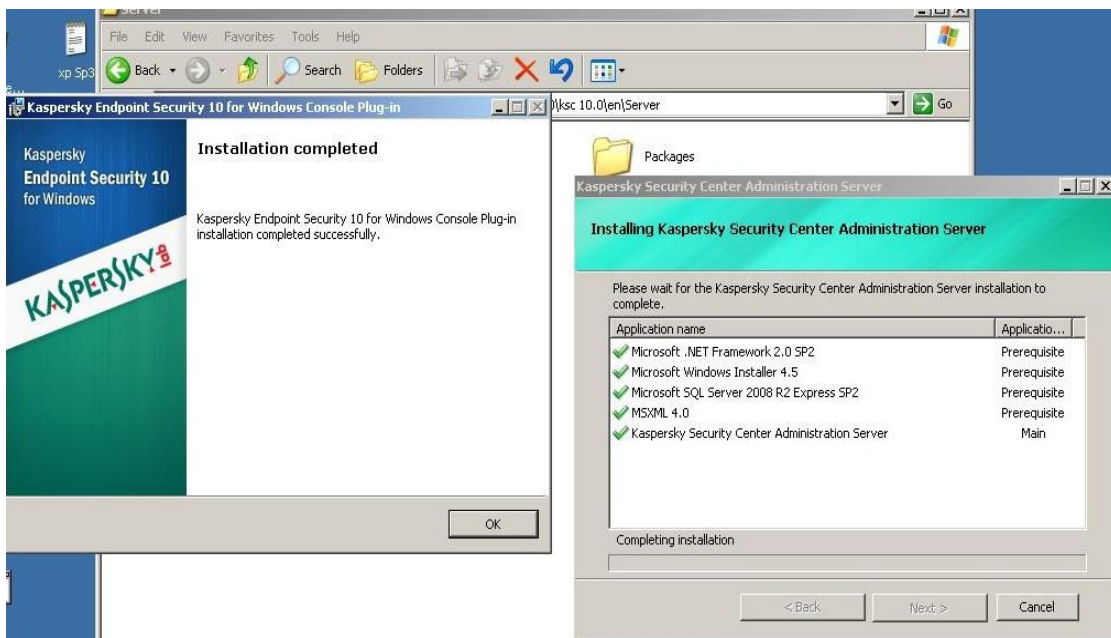 Server
File Edit View Favorites Tools Help
xp Sp3
Back Search Folders
Kaspersky Endpoint Security 10 for Windows Console Plug-in
\ksc 10.0\en\Server Go
Kaspersky
Endpoint Security 10
for Windows
KASPERSKY lab
Installation completed
Kaspersky Endpoint Security 10 for Windows Console Plug-in
installation completed successfully.
OK
Packages
Kaspersky Security Center Administration Server
Installing Kaspersky Security Center Administration Server
Please wait for the Kaspersky Security Center Administration Server installation to
complete.
Application name Applicatio...
Microsoft .NET Framework 2.0 SP2 Prerequisite
Microsoft Windows Installer 4.5 Prerequisite
Microsoft SQL Server 2008 R2 Express SP2 Prerequisite
MSXML 4.0 Prerequisite
Kaspersky Security Center Administration Server Main
Completing installation
< Back Next > Cancel